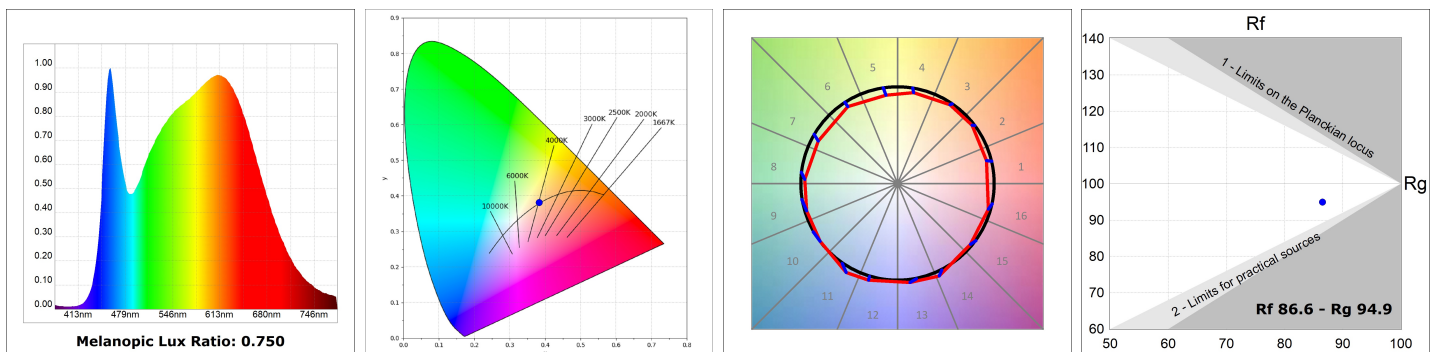 1.00
0.90
0.80
0.70
0.60
0.50
0.40
0.30
0.20
0.10
0.00
413nm 479nm 546nm 613nm 680nm 746nm
Melanopic Lux Ratio: 0.750
0.9
0.8
0.7
0.6
0.5
0.4
0.3
0.2
0.1
0.0
y
0.0 0.1 0.2 0.3 0.4 0.5 0.6 0.7 0.8
10000K
6000K
4000K
3000K
2500K
2000K
1667K
1
2
3
4
5
6
7
8
9
10
11
12
13
14
15
16
Rf
140
130
120
110
100
90
80
70
60
50 60 70 80 90 100
Rg
1 - Limits on the Planckian locus
2 - Limits for practical sources
Rf 86.6 - Rg 94.9